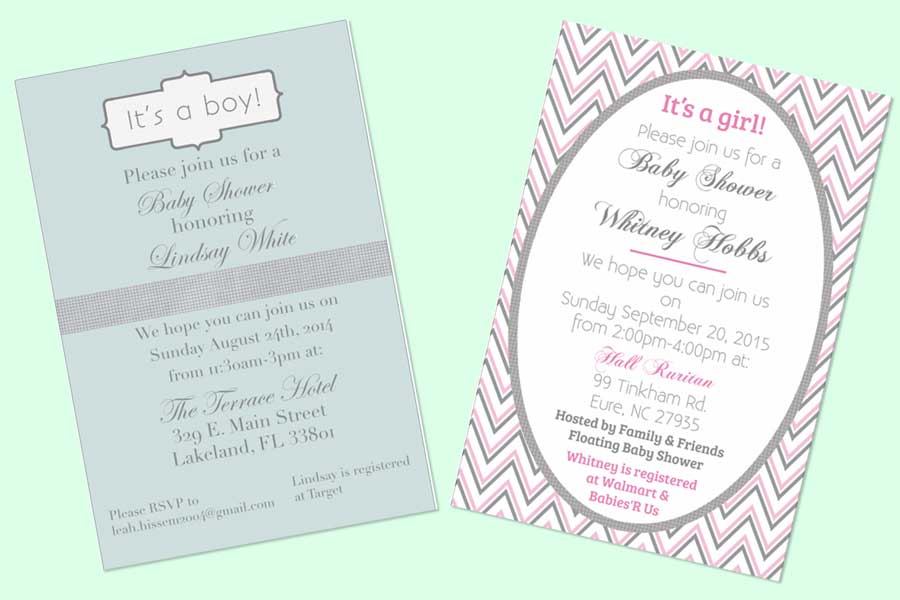 It's a boy!
Please join us for a
Baby Shower
honoring
Lindsay White
We hope you can join us on
Sunday August 24th, 2014
from 11:30am-3pm at:
The Terrace Hotel
329 E. Main Street
Lakeland, FL 33801
Please RSVP to
leah.hissem2004@gmail.com
Lindsay is registered
at Target
It's a girl!
Please join us for a
Baby Shower
honoring
Whitney Hobbs
We hope you can join us
on
Sunday September 20, 2015
from 2:00pm-4:00pm at:
Hall Ruritan
99 Tinkham Rd.
Eure, NC 27935
Hosted by Family & Friends
Floating Baby Shower
Whitney is registered
at Walmart &
Babies'R Us